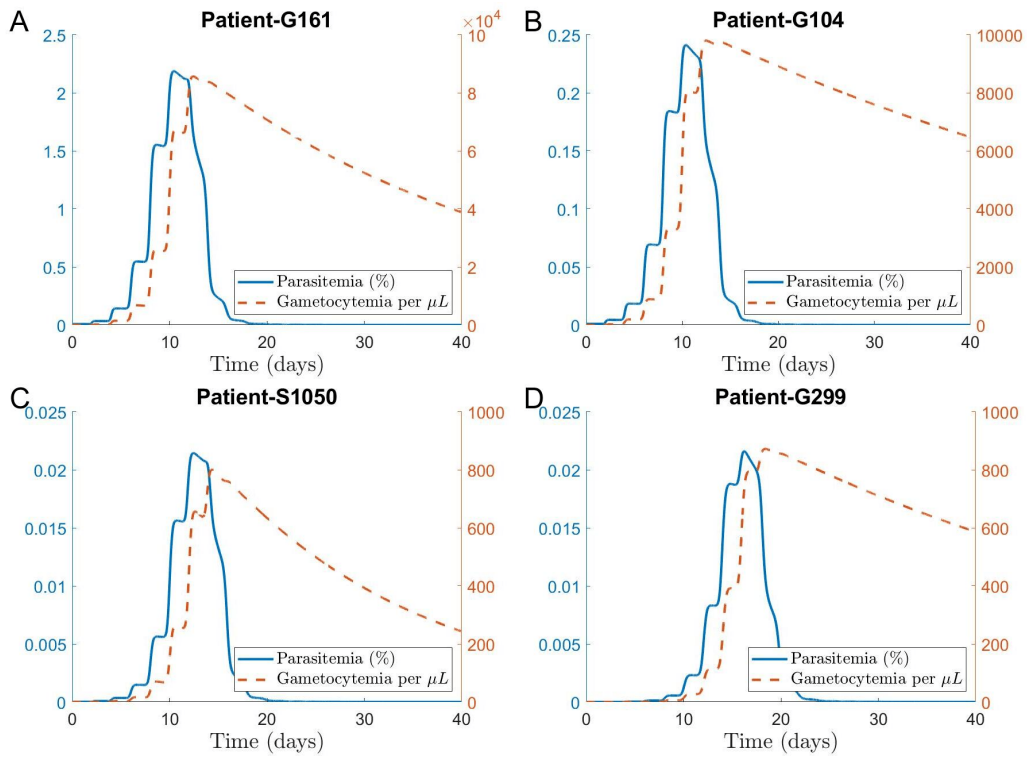 A
Patient-G161
×10⁴
2.5
2
1.5
1
0.5
0
10
8
6
4
2
0
Parasitemia (%)
Gametocytemia per μL
0 10 20 30 40
Time (days)
B
Patient-G104
0.25
0.2
0.15
0.1
0.05
0
10000
8000
6000
4000
2000
0
Parasitemia (%)
Gametocytemia per μL
0 10 20 30 40
Time (days)
C
Patient-S1050
0.025
0.02
0.015
0.01
0.005
0
1000
800
600
400
200
0
Parasitemia (%)
Gametocytemia per μL
0 10 20 30 40
Time (days)
D
Patient-G299
0.025
0.02
0.015
0.01
0.005
0
1000
800
600
400
200
0
Parasitemia (%)
Gametocytemia per μL
0 10 20 30 40
Time (days)